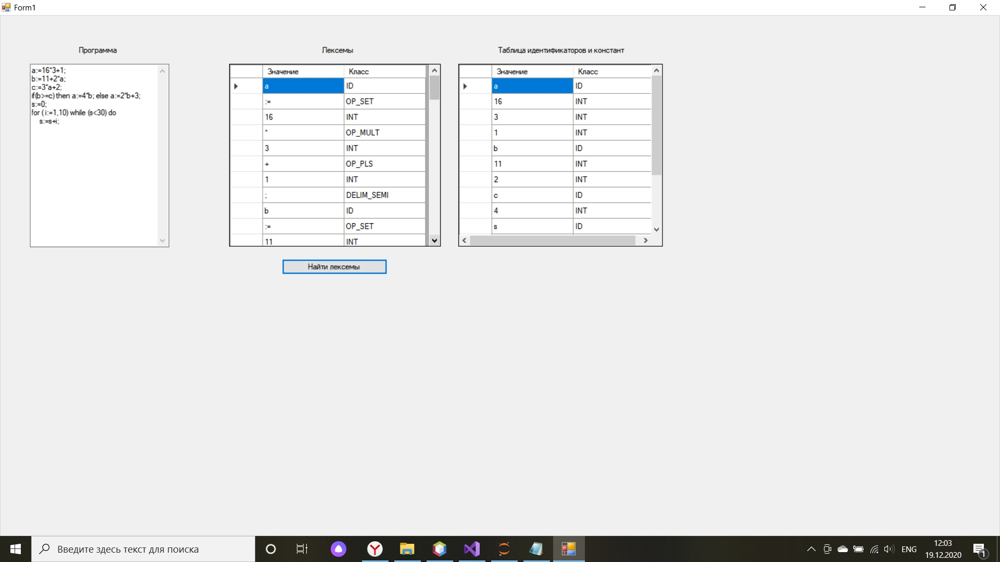 Form1
Программа
a:=16*3+1;
b:=11+2*a;
c:=3*a+2;
if(b>=c) then a:=4*b; else a:=2*b+3;
s:=0;
for ( i:=1,10) while (s<30) do
s:=s+i;
Лексемы
Значение Класс
a ID
:= OP_SET
16 INT
* OP_MULT
3 INT
+ OP_PLS
1 INT
; DELIM_SEMI
b ID
:= OP_SET
11 INT
Таблица идентификаторов и констант
Значение Класс
a ID
16 INT
3 INT
1 INT
b ID
11 INT
2 INT
c ID
4 INT
s ID
Найти лексемы
Введите здесь текст для поиска
ENG
12:03
19.12.2020
1